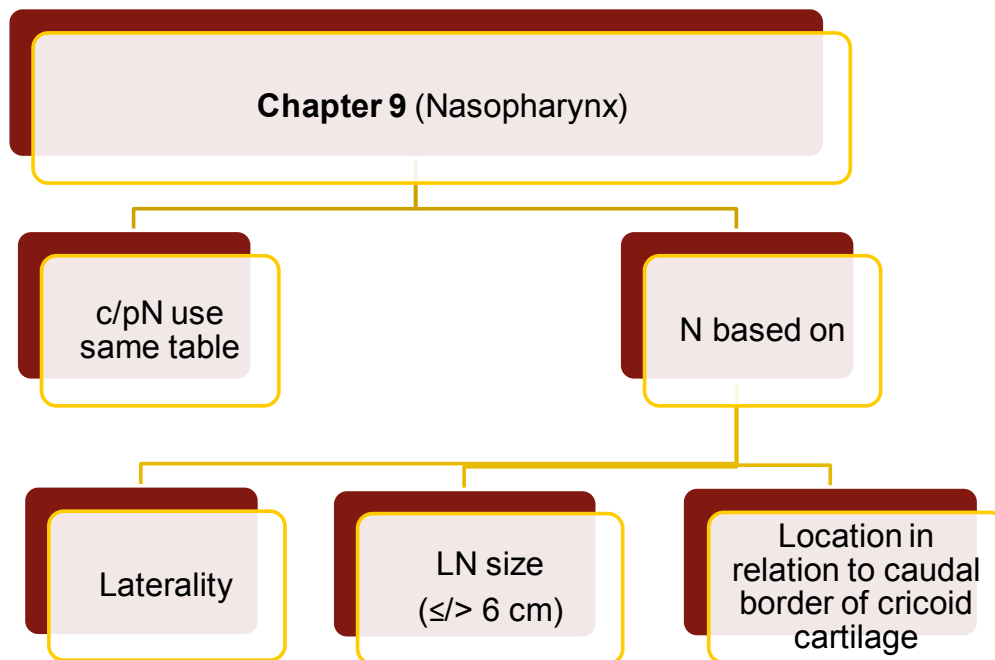 Chapter 9 (Nasopharynx)
c/pN use
same table
N based on
Laterality
LN size
(≤/> 6 cm)
Location in
relation to caudal
border of cricoid
cartilage